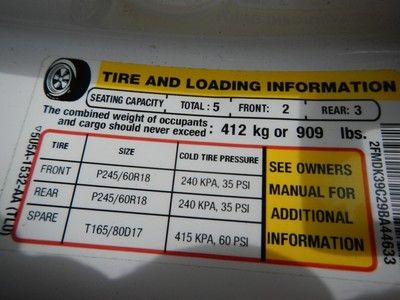 TIRE AND LOADING INFORMATION
SEATING CAPACITY TOTAL : 5 FRONT: 2 REAR: 3
The combined weight of occupants
and cargo should never exceed : 412 kg or 909 lbs.
TIRE SIZE COLD TIRE PRESSURE
FRONT P245/60R18 240 KPA, 35 PSI
REAR P245/60R18 240 KPA, 35 PSI
SPARE T165/80D17 415 KPA, 60 PSI
SEE OWNERS
MANUAL FOR
ADDITIONAL
INFORMATION